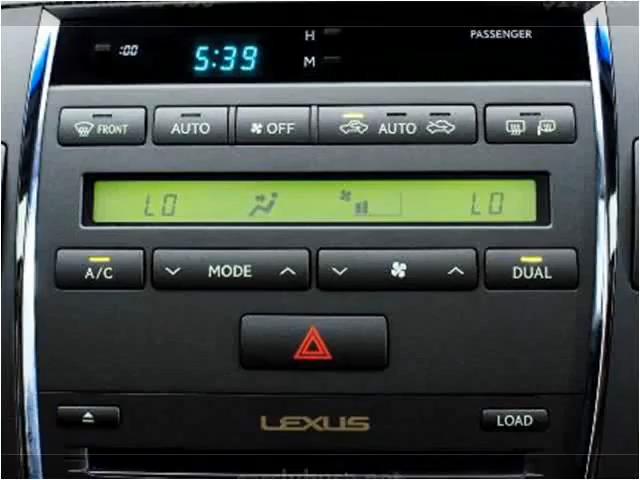 :00 5:39 H PASSENGER
M
FRONT AUTO OFF AUTO
LO LO
A/C MODE DUAL
LEXUS LOAD